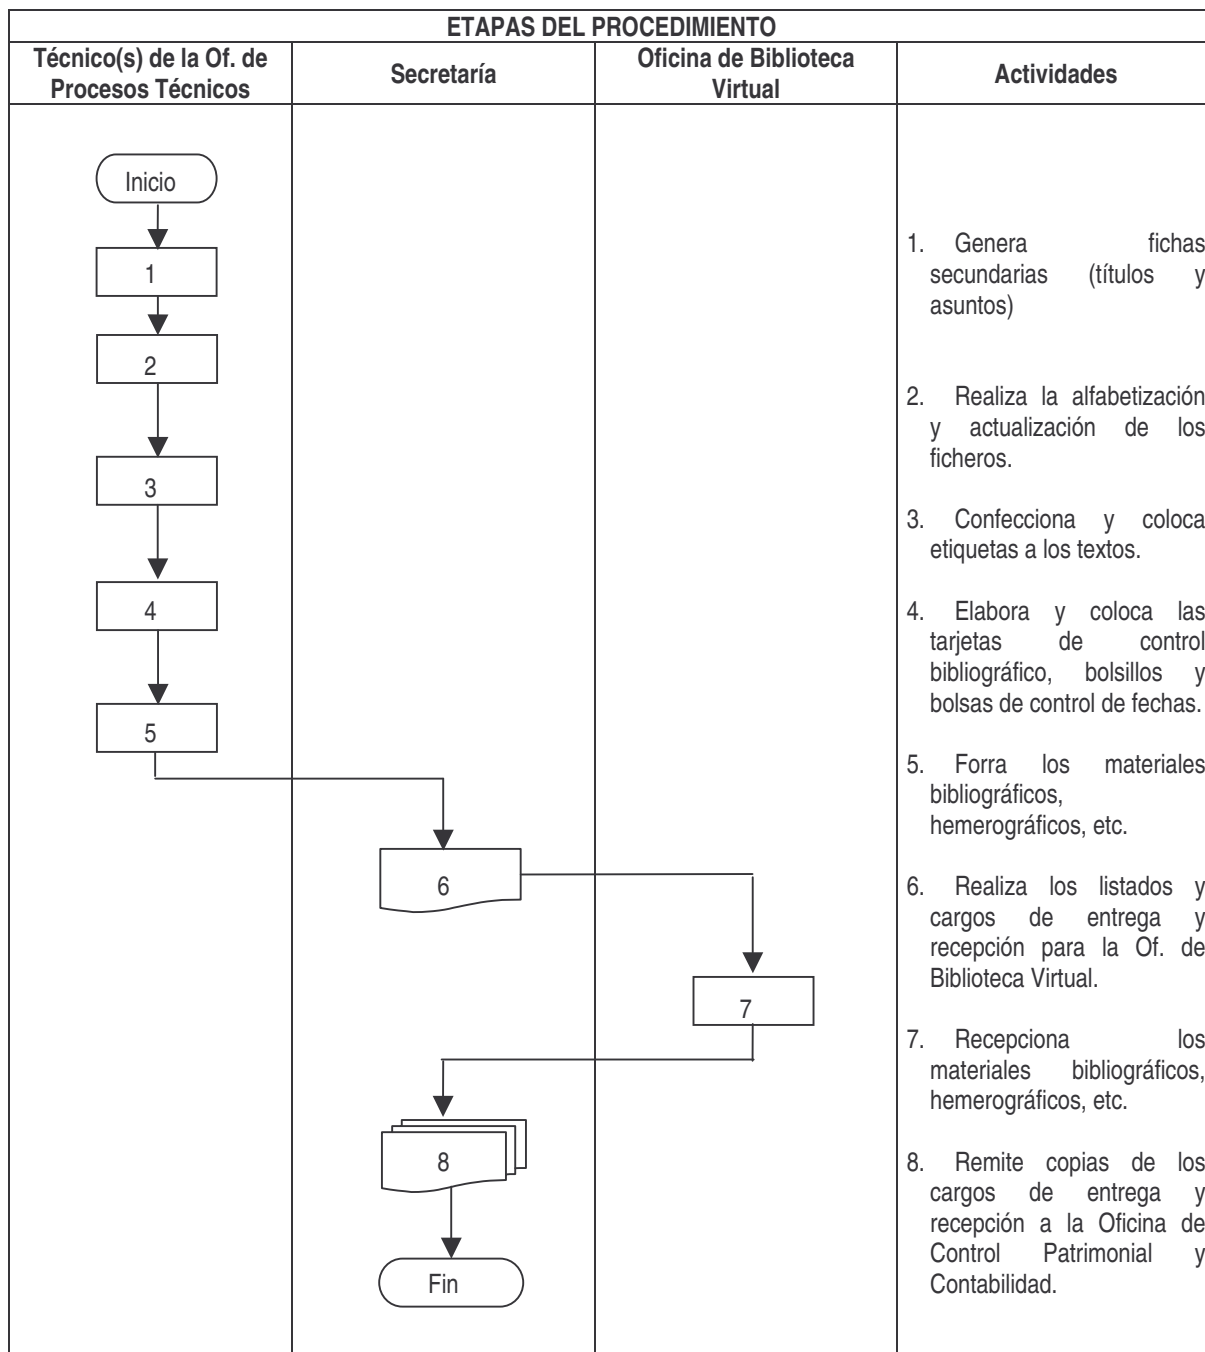 ETAPAS DEL PROCEDIMIENTO
Técnico(s) de la Of. de
Procesos Técnicos
Secretaría
Oficina de Biblioteca
Virtual
Actividades
Inicio
1
2
3
4
5
6
7
8
Fin
1. Genera fichas
secundarias (títulos y
asuntos)
2. Realiza la alfabetización
y actualización de los
ficheros.
3. Confecciona y coloca
etiquetas a los textos.
4. Elabora y coloca las
tarjetas de control
bibliográfico, bolsillos y
bolsas de control de fechas.
5. Forra los materiales
bibliográficos,
hemerográficos, etc.
6. Realiza los listados y
cargos de entrega y
recepción para la Of. de
Biblioteca Virtual.
7. Recepciona los
materiales bibliográficos,
hemerográficos, etc.
8. Remite copias de los
cargos de entrega y
recepción a la Oficina de
Control Patrimonial y
Contabilidad.